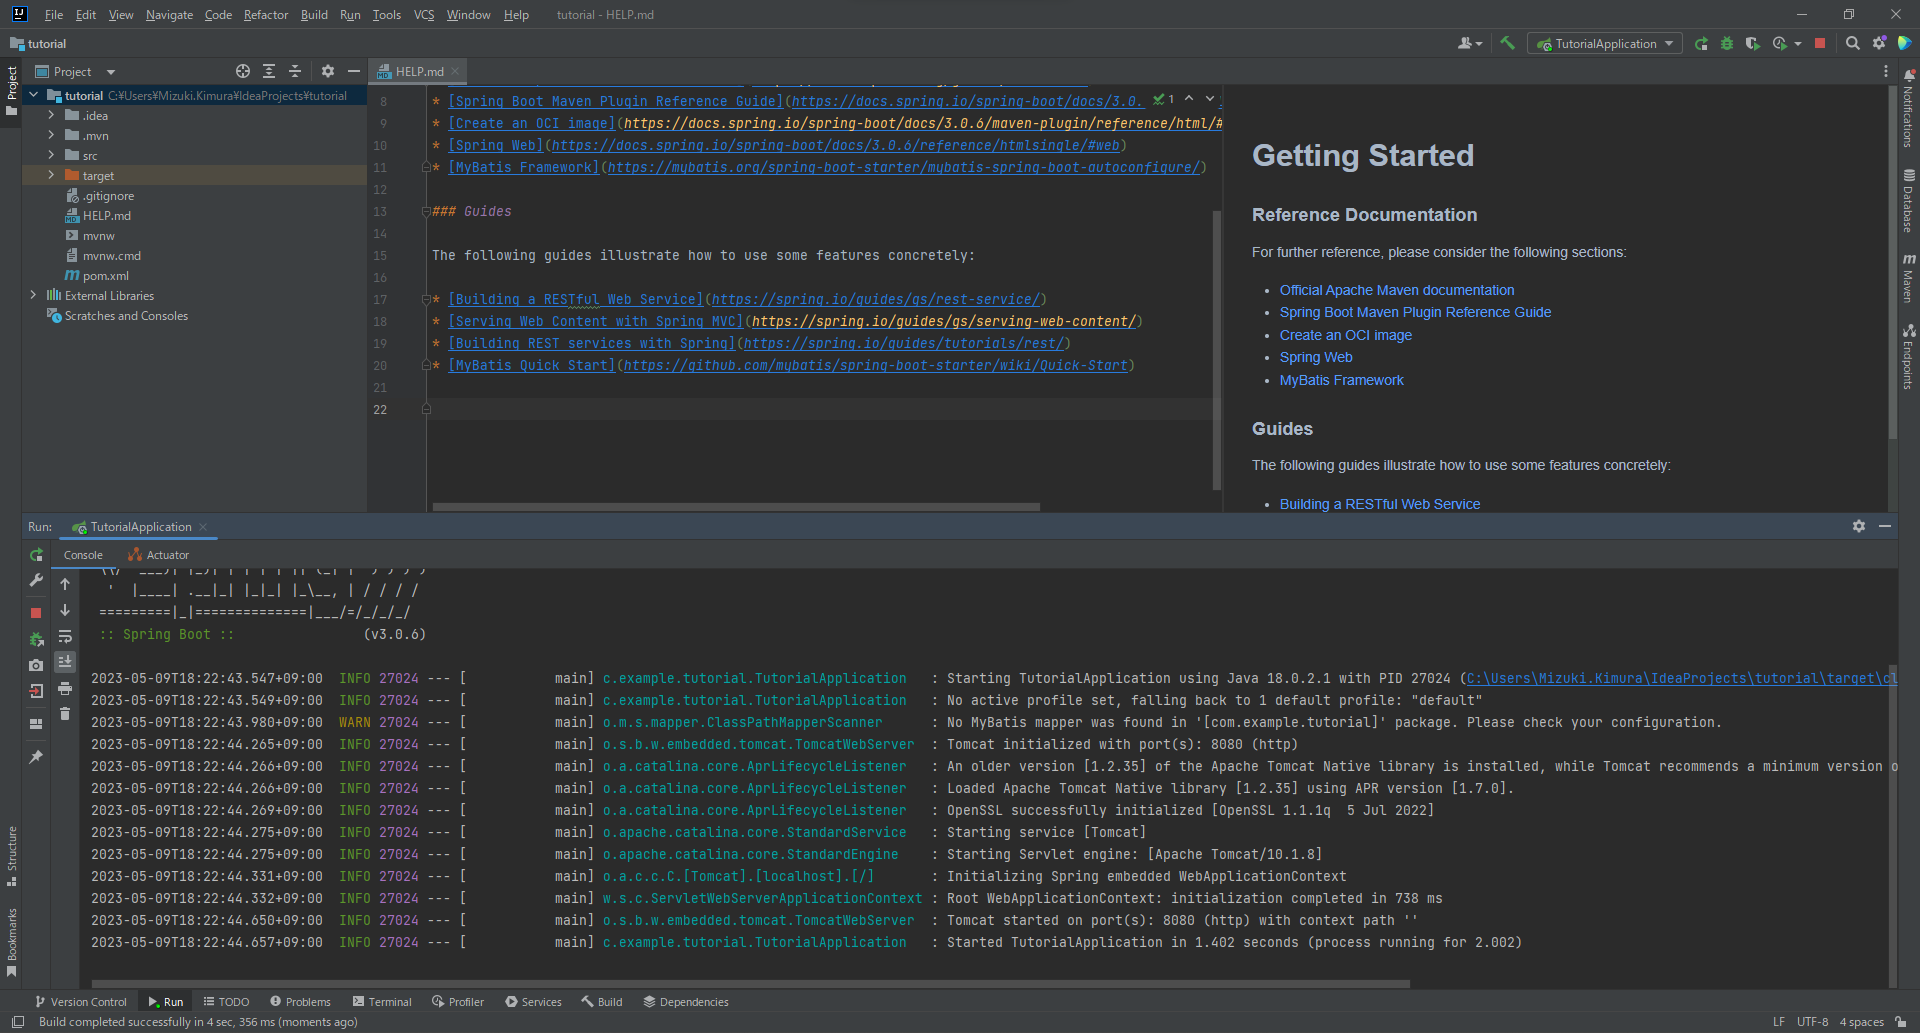 File Edit View Navigate Code Refactor Build Run Tools VCS Window Help tutorial - HELP.md
tutorial
TutorialApplication
Project
Project
HELP.md
tutorial C:¥Users¥Mizuki.Kimura¥IdeaProjects¥tutorial
.idea
.mvn
src
target
.gitignore
HELP.md
mvnw
mvnw.cmd
pom.xml
External Libraries
Scratches and Consoles
8 * [Spring Boot Maven Plugin Reference Guide](https://docs.spring.io/spring-boot/docs/3.0. 1
9 * [Create an OCI image](https://docs.spring.io/spring-boot/docs/3.0.6/maven-plugin/reference/html/#
10 * [Spring Web](https://docs.spring.io/spring-boot/docs/3.0.6/reference/htmlsingle/#web)
11 * [MyBatis Framework](https://mybatis.org/spring-boot-starter/mybatis-spring-boot-autoconfigure/)
12
13 ### Guides
14
15 The following guides illustrate how to use some features concretely:
16
17 * [Building a RESTful Web Service](https://spring.io/guides/gs/rest-service/)
18 * [Serving Web Content with Spring MVC](https://spring.io/guides/gs/serving-web-content/)
19 * [Building REST services with Spring](https://spring.io/guides/tutorials/rest/)
20 * [MyBatis Quick Start](https://github.com/mybatis/spring-boot-starter/wiki/Quick-Start)
21
22
Getting Started
Reference Documentation
For further reference, please consider the following sections:
• Official Apache Maven documentation
• Spring Boot Maven Plugin Reference Guide
• Create an OCI image
• Spring Web
• MyBatis Framework
Guides
The following guides illustrate how to use some features concretely:
• Building a RESTful Web Service
Notifications
Database
Maven
Endpoints
Run: TutorialApplication
Console Actuator
'  |____| .__|_| |_|_| |_\__, | / / / /
=========|_|==============|___/=/_/_/_/
:: Spring Boot :: (v3.0.6)
2023-05-09T18:22:43.547+09:00 INFO 27024 --- [ main] c.example.tutorial.TutorialApplication : Starting TutorialApplication using Java 18.0.2.1 with PID 27024 (C:\Users\Mizuki.Kimura\IdeaProjects\tutorial\target\cl
2023-05-09T18:22:43.549+09:00 INFO 27024 --- [ main] c.example.tutorial.TutorialApplication : No active profile set, falling back to 1 default profile: "default"
2023-05-09T18:22:43.980+09:00 WARN 27024 --- [ main] o.m.s.mapper.ClassPathMapperScanner : No MyBatis mapper was found in '[com.example.tutorial]' package. Please check your configuration.
2023-05-09T18:22:44.265+09:00 INFO 27024 --- [ main] o.s.b.w.embedded.tomcat.TomcatWebServer : Tomcat initialized with port(s): 8080 (http)
2023-05-09T18:22:44.266+09:00 INFO 27024 --- [ main] o.a.catalina.core.AprLifecycleListener : An older version [1.2.35] of the Apache Tomcat Native library is installed, while Tomcat recommends a minimum version o
2023-05-09T18:22:44.266+09:00 INFO 27024 --- [ main] o.a.catalina.core.AprLifecycleListener : Loaded Apache Tomcat Native library [1.2.35] using APR version [1.7.0].
2023-05-09T18:22:44.269+09:00 INFO 27024 --- [ main] o.a.catalina.core.AprLifecycleListener : OpenSSL successfully initialized [OpenSSL 1.1.1q  5 Jul 2022]
2023-05-09T18:22:44.275+09:00 INFO 27024 --- [ main] o.apache.catalina.core.StandardService : Starting service [Tomcat]
2023-05-09T18:22:44.275+09:00 INFO 27024 --- [ main] o.apache.catalina.core.StandardEngine : Starting Servlet engine: [Apache Tomcat/10.1.8]
2023-05-09T18:22:44.331+09:00 INFO 27024 --- [ main] o.a.c.c.C.[Tomcat].[localhost].[/] : Initializing Spring embedded WebApplicationContext
2023-05-09T18:22:44.332+09:00 INFO 27024 --- [ main] w.s.c.ServletWebServerApplicationContext : Root WebApplicationContext: initialization completed in 738 ms
2023-05-09T18:22:44.650+09:00 INFO 27024 --- [ main] o.s.b.w.embedded.tomcat.TomcatWebServer : Tomcat started on port(s): 8080 (http) with context path ''
2023-05-09T18:22:44.657+09:00 INFO 27024 --- [ main] c.example.tutorial.TutorialApplication : Started TutorialApplication in 1.402 seconds (process running for 2.002)
Structure
Bookmarks
Version Control Run TODO Problems Terminal Profiler Services Build Dependencies
Build completed successfully in 4 sec, 356 ms (moments ago) LF UTF-8 4 spaces